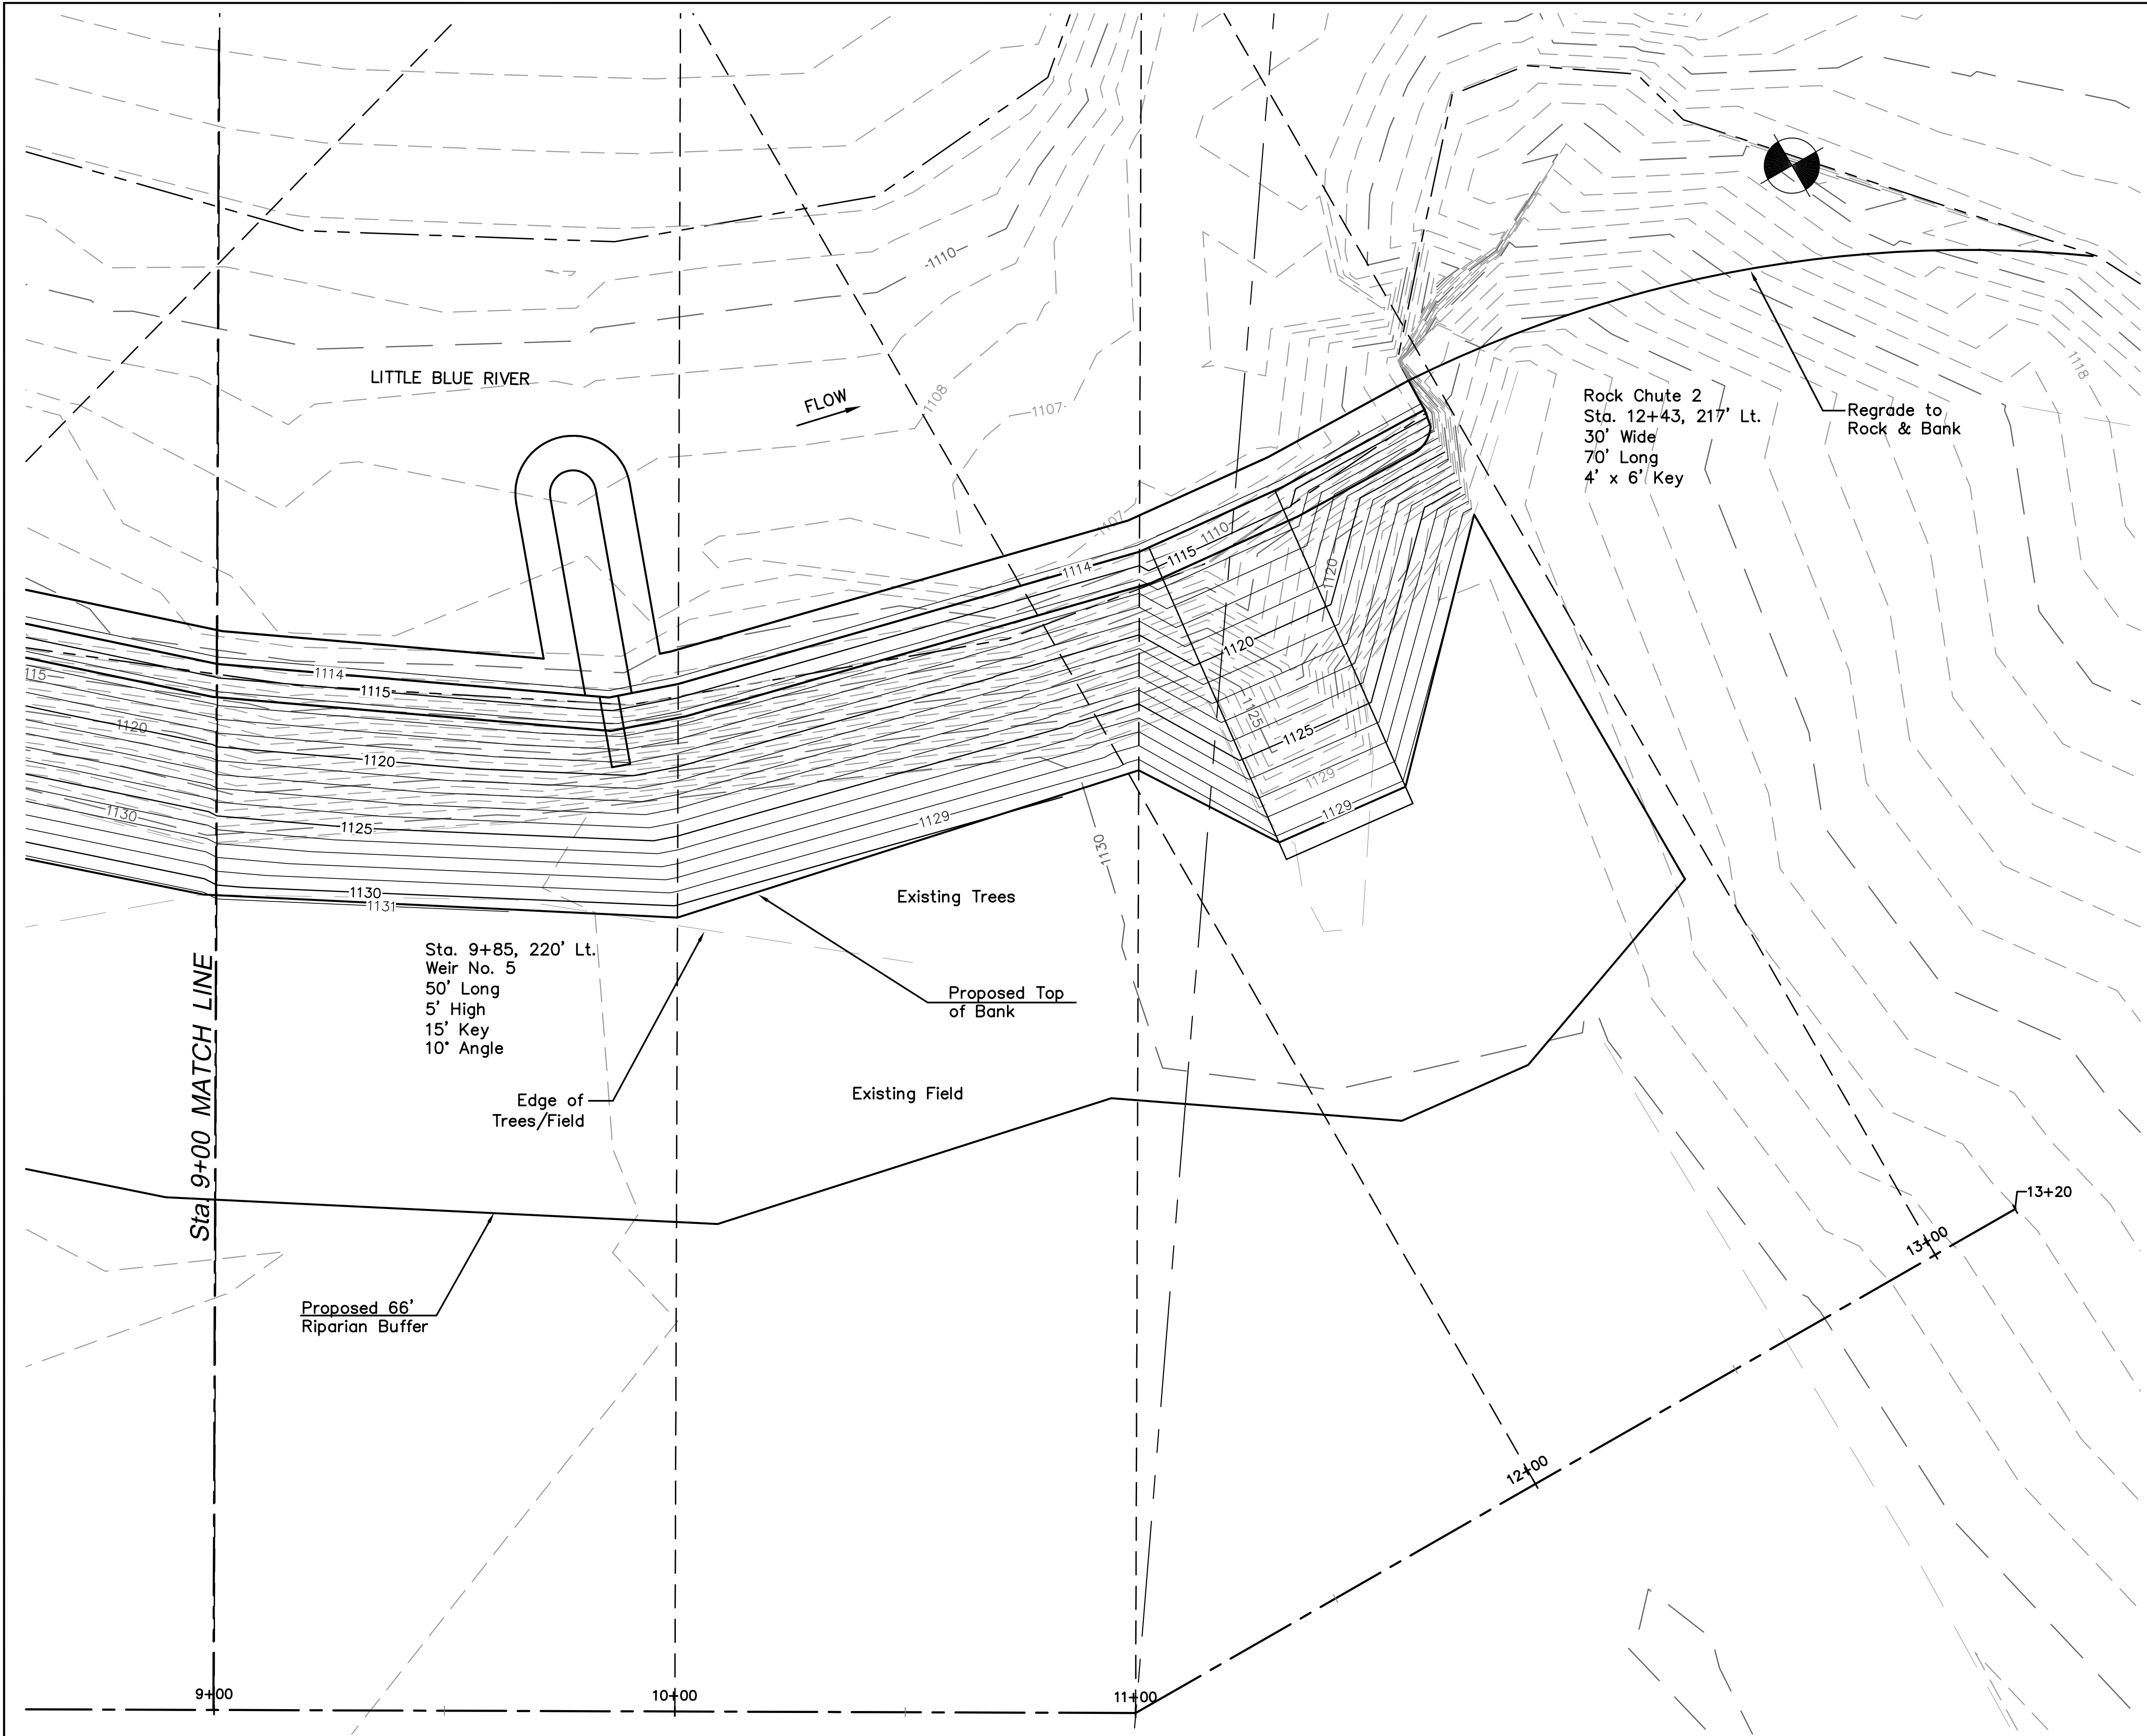 -1110-
LITTLE BLUE RIVER
FLOW
1108
-1107-
1118
Rock Chute 2
Sta. 12+43, 217' Lt.
30' Wide
70' Long
4' x 6' Key
Regrade to
Rock & Bank
1107
1110
1115
1114
1120
1114
1115
1115
1120
1120
1120
1125
1125
1129
1129
1130
1125
1129
1130
1130
1131
Existing Trees
Sta. 9+85, 220' Lt.
Weir No. 5
50' Long
5' High
15' Key
10° Angle
Proposed Top
of Bank
Sta. 9+00 MATCH LINE
Edge of
Trees/Field
Existing Field
Proposed 66'
Riparian Buffer
13+20
13+00
12+00
9+00
10+00
11+00